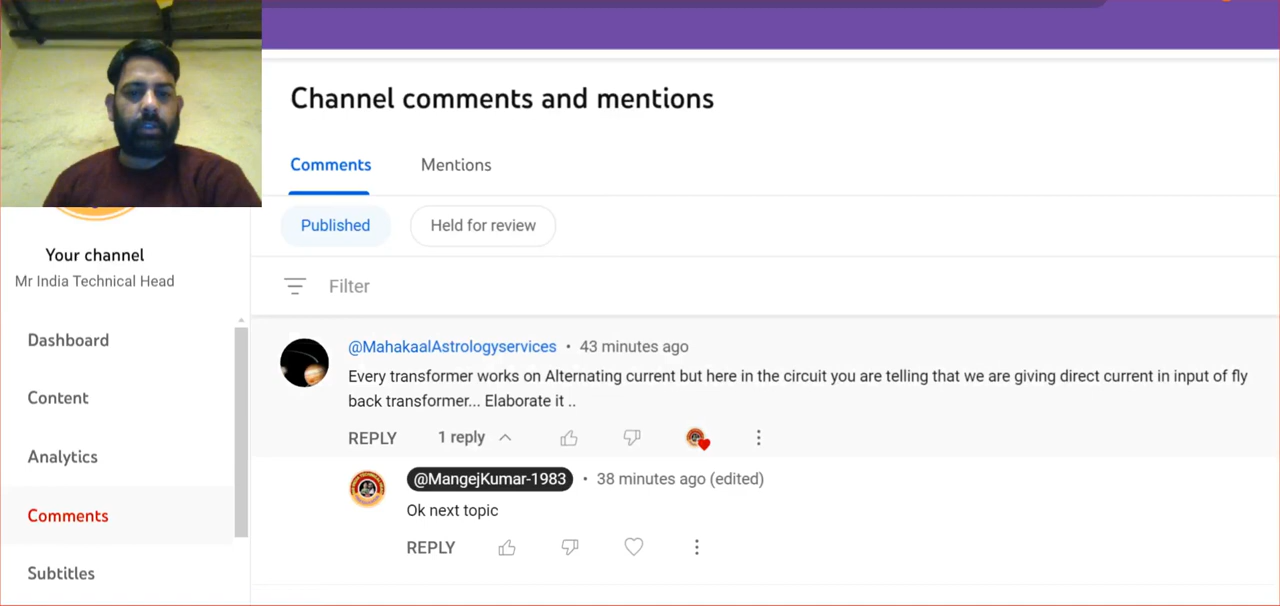 Channel comments and mentions
Comments
Mentions
Published
Held for review
Your channel
Mr India Technical Head
Filter
Dashboard
Content
Analytics
Comments
Subtitles
@MahakaalAstrologyservices • 43 minutes ago
Every transformer works on Alternating current but here in the circuit you are telling that we are giving direct current in input of fly
back transformer... Elaborate it ..
REPLY
1 reply
@MangejKumar-1983 • 38 minutes ago (edited)
Ok next topic
REPLY